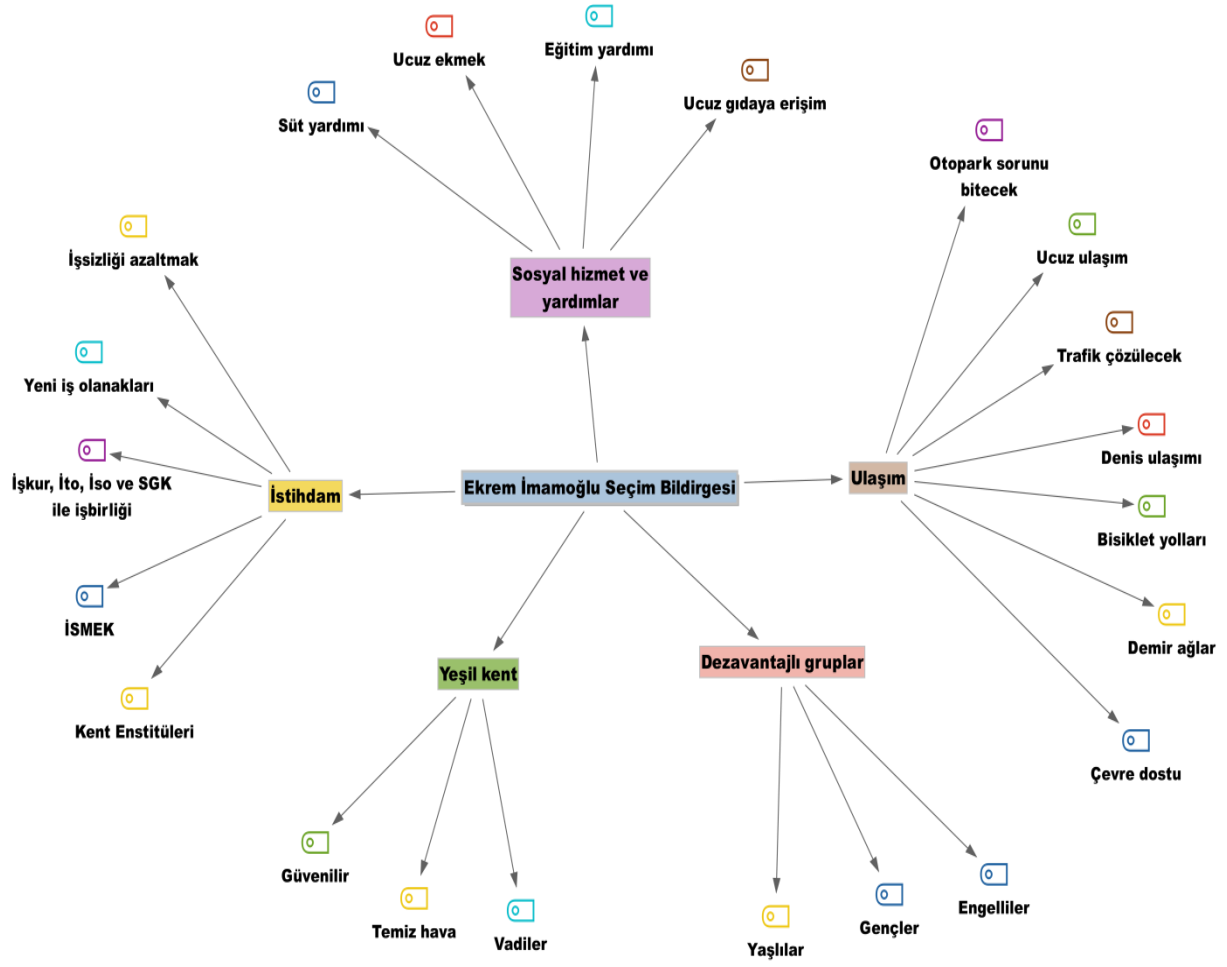 Ucuz ekmek
Eğitim yardımı
Ucuz gıdaya erişim
Süt yardımı
Otopark sorunu
bitecek
İşsizliği azaltmak
Sosyal hizmet ve
yardımlar
Ucuz ulaşım
Trafik çözülecek
Yeni iş olanakları
Denis ulaşımı
İşkur, İto, İso ve SGK
ile işbirliği
İstihdam
Ekrem İmamoğlu Seçim Bildirgesi
Ulaşım
Bisiklet yolları
İSMEK
Demir ağlar
Kent Enstitüleri
Yeşil kent
Dezavantajlı gruplar
Çevre dostu
Güvenilir
Temiz hava
Vadiler
Yaşlılar
Gençler
Engelliler